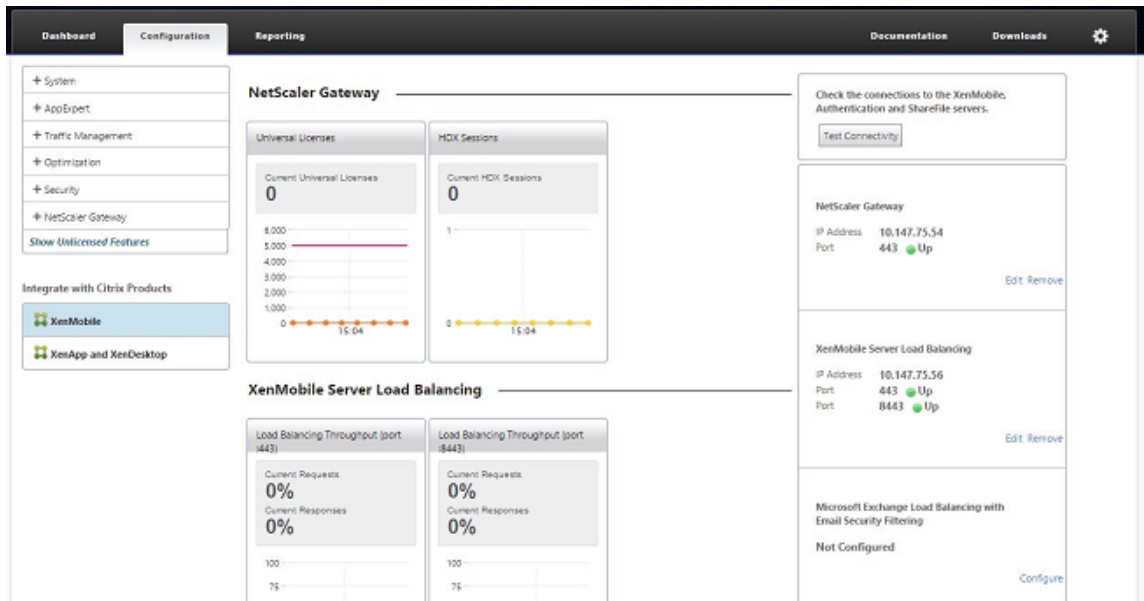 Dashboard
Configuration
Reporting
Documentation
Downloads
+ System
+ AppExpert
+ Traffic Management
+ Optimization
+ Security
+ NetScaler Gateway
Show Unlicensed Features
Integrate with Citrix Products
XenMobile
XenApp and XenDesktop
NetScaler Gateway
Universal Licenses
Current Universal Licenses
0
6,000
5,000
4,000
3,000
2,000
1,000
0
15:04
HDX Sessions
Current HDX Sessions
0
1
0
15:04
XenMobile Server Load Balancing
Load Balancing Throughput (port
:443)
Current Requests
0%
Current Responses
0%
100
75
Load Balancing Throughput (port
:8443)
Current Requests
0%
Current Responses
0%
100
75
Check the connections to the XenMobile,
Authentication and ShareFile servers.
Test Connectivity
NetScaler Gateway
IP Address 10.147.75.54
Port 443 Up
Edit Remove
XenMobile Server Load Balancing
IP Address 10.147.75.56
Port 443 Up
Port 8443 Up
Edit Remove
Microsoft Exchange Load Balancing with
Email Security Filtering
Not Configured
Configure